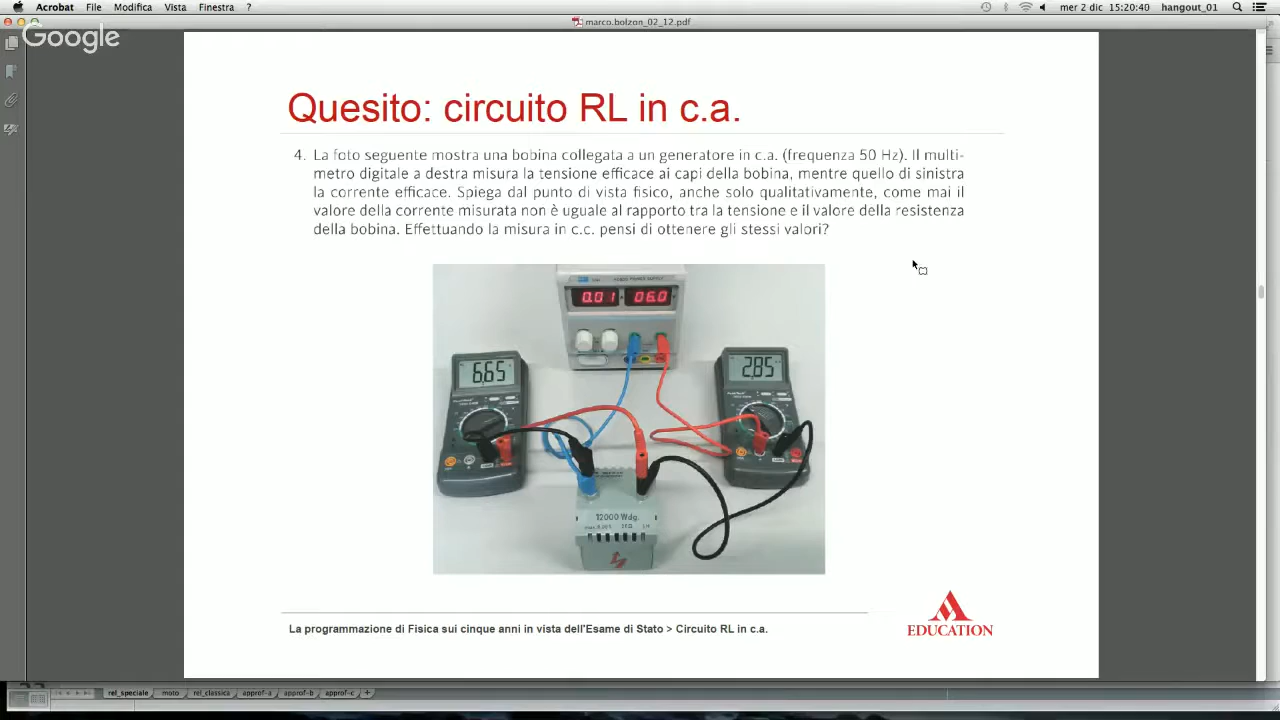 Acrobat File Modifica Vista Finestra ?
mer 2 dic 15:20:40 hangout_01
marco.bolzon_02_12.pdf
Google
Quesito: circuito RL in c.a.
4. La foto seguente mostra una bobina collegata a un generatore in c.a. (frequenza 50 Hz). Il multi-
metro digitale a destra misura la tensione efficace ai capi della bobina, mentre quello di sinistra
la corrente efficace. Spiega dal punto di vista fisico, anche solo qualitativamente, come mai il
valore della corrente misurata non è uguale al rapporto tra la tensione e il valore della resistenza
della bobina. Effettuando la misura in c.c. pensi di ottenere gli stessi valori?
0.01 06.0
6.65
2.85
12000 Wdg.
EDUCATION
La programmazione di Fisica sui cinque anni in vista dell'Esame di Stato > Circuito RL in c.a.
rel_speciale moto rel_classica approf-a approf-b approf-c +